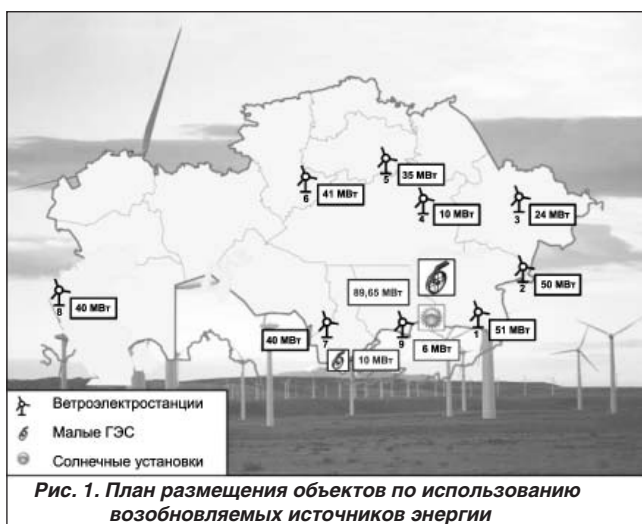 5
35 МВт
6
41 МВт
4
10 МВт
3
24 МВт
2
50 МВт
89,65 МВт
8
40 МВт
40 МВт
7
9
1
51 МВт
10 МВт
6 МВт
Ветроэлектростанции
Малые ГЭС
Солнечные установки
Рис. 1. План размещения объектов по использованию
возобновляемых источников энергии